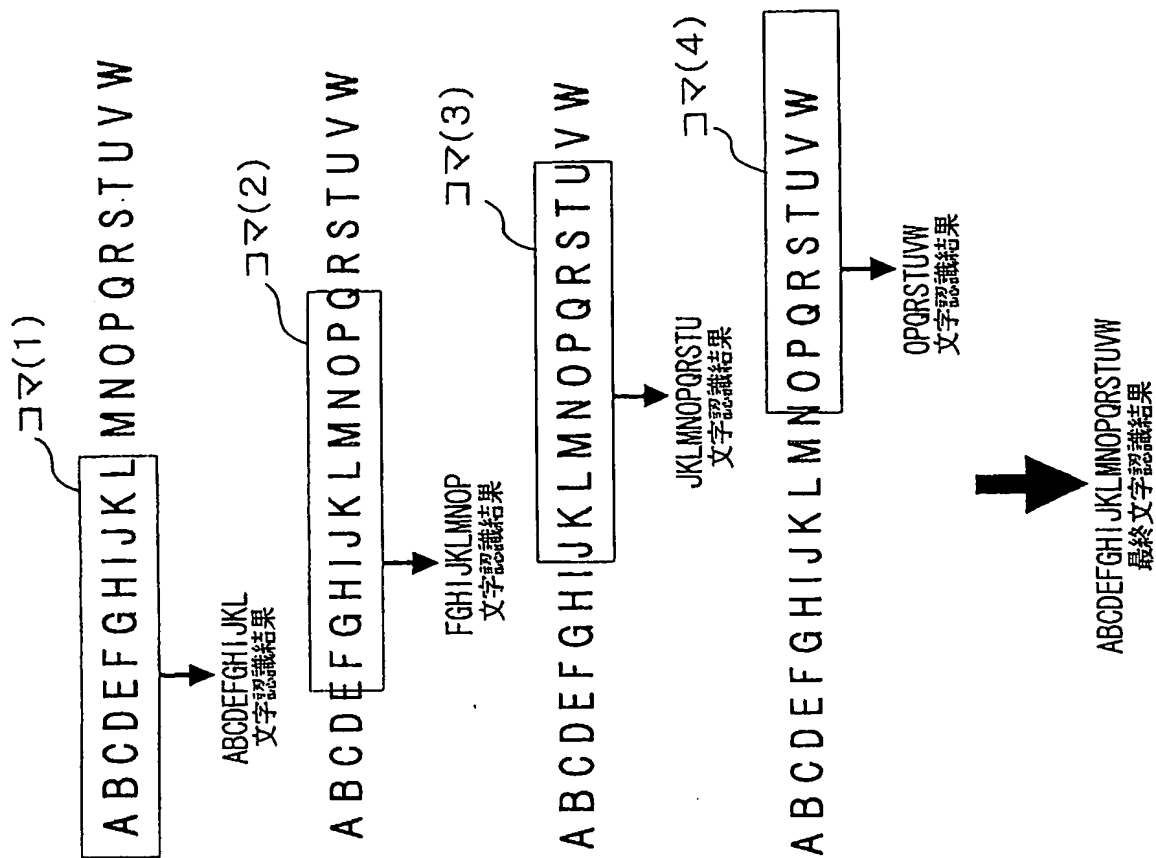 コマ(1)
A B C D E F G H I J K L M N O P Q R S T U V W
ABCDEFGHIJKL
文字認識結果
コマ(2)
A B C D E F G H I J K L M N O P Q R S T U V W
FGHIJKLMNOP
文字認識結果
コマ(3)
A B C D E F G H I J K L M N O P Q R S T U V W
JKLMNOPQRSTU
文字認識結果
コマ(4)
A B C D E F G H I J K L M N O P Q R S T U V W
OPQRSTUVW
文字認識結果
ABCDEFGHIJKLMNOPQRSTUVW
最終文字認識結果